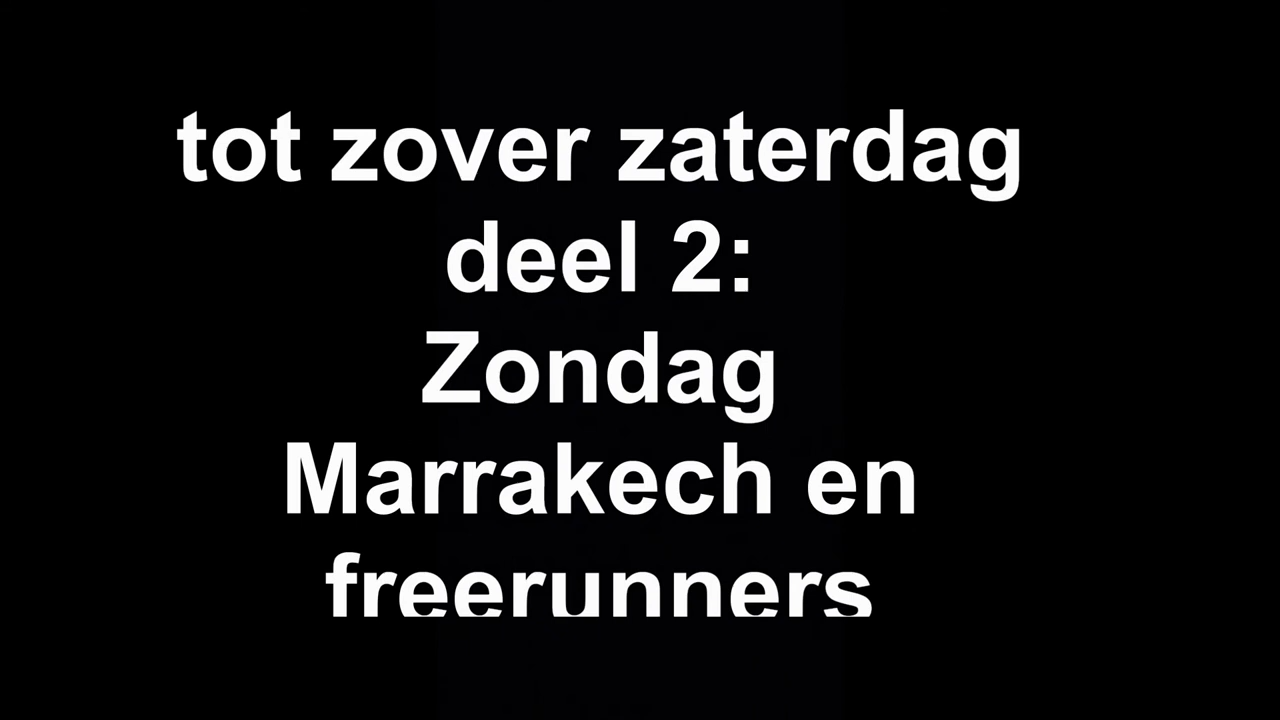 tot zover zaterdag
deel 2:
Zondag
Marrakech en
freerunners